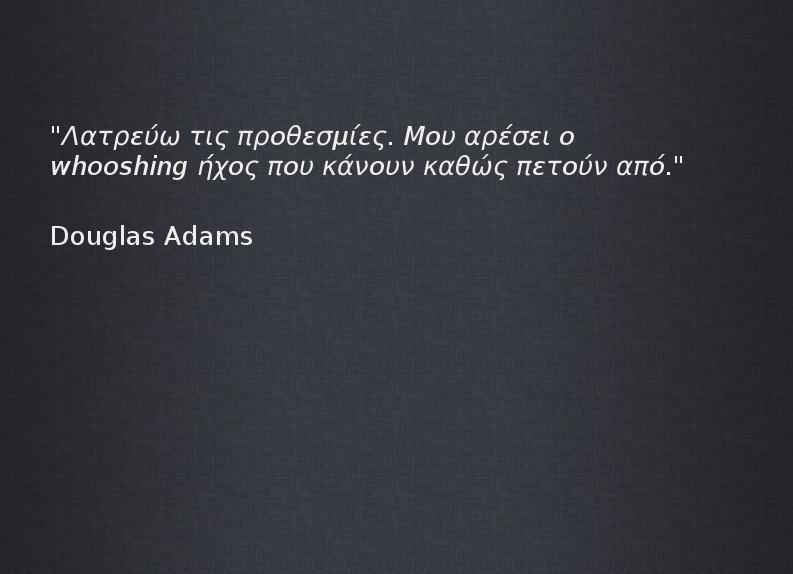 "Λατρεύω τις προθεσμίες. Μου αρέσει ο
whooshing ήχος που κάνουν καθώς πετούν από."
Douglas Adams